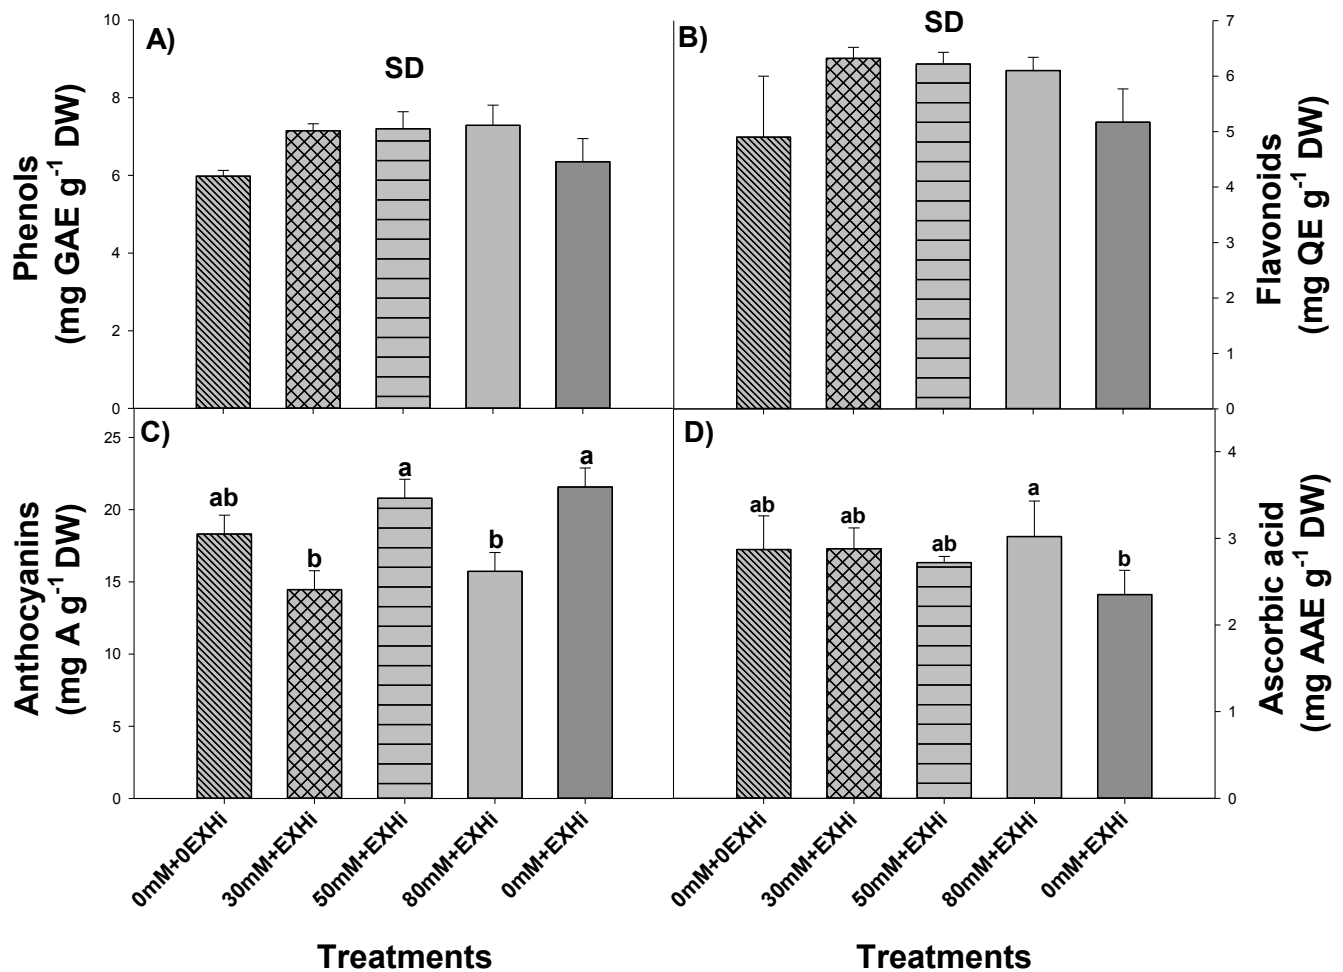 A)
SD
Phenols
(mg GAE g-1 DW)
10
8
6
4
2
0
B)
SD
7
6
5
4
3
2
1
0
Flavonoids
(mg QE g-1 DW)
C)
Anthocyanins
(mg A g-1 DW)
25
20
15
10
5
0
ab
b
a
b
a
D)
ab
ab
ab
a
b
4
3
2
1
0
Ascorbic acid
(mg AAE g-1 DW)
0mM+0EXHi
30mM+EXHi
50mM+EXHi
80mM+EXHi
0mM+EXHi
0mM+0EXHi
30mM+EXHi
50mM+EXHi
80mM+EXHi
0mM+EXHi
Treatments
Treatments